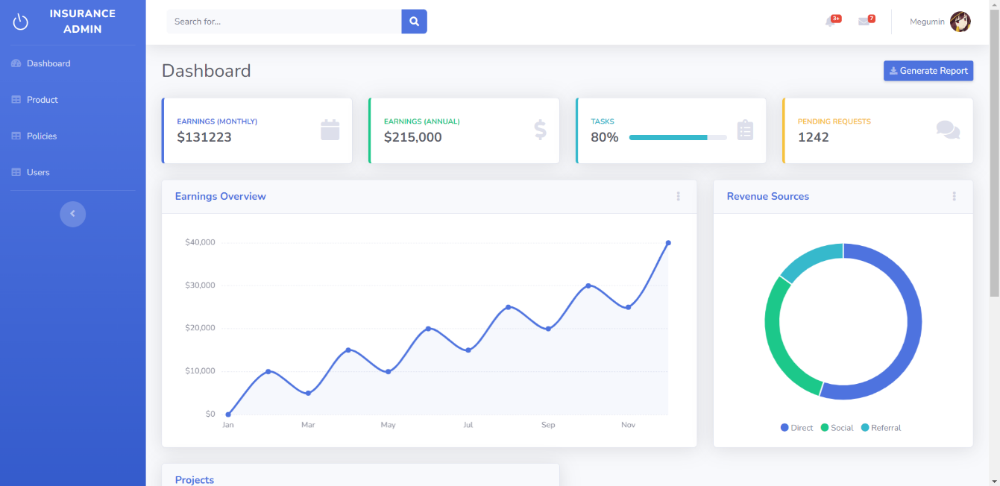 INSURANCE
ADMIN
Dashboard
Product
Policies
Users
Search for...
3+
7
Megumin
Dashboard
Generate Report
EARNINGS (MONTHLY)
$131223
EARNINGS (ANNUAL)
$215,000
TASKS
80%
PENDING REQUESTS
1242
Earnings Overview
$40,000
$30,000
$20,000
$10,000
$0
Jan Mar May Jul Sep Nov
Revenue Sources
Direct Social Referral
Projects